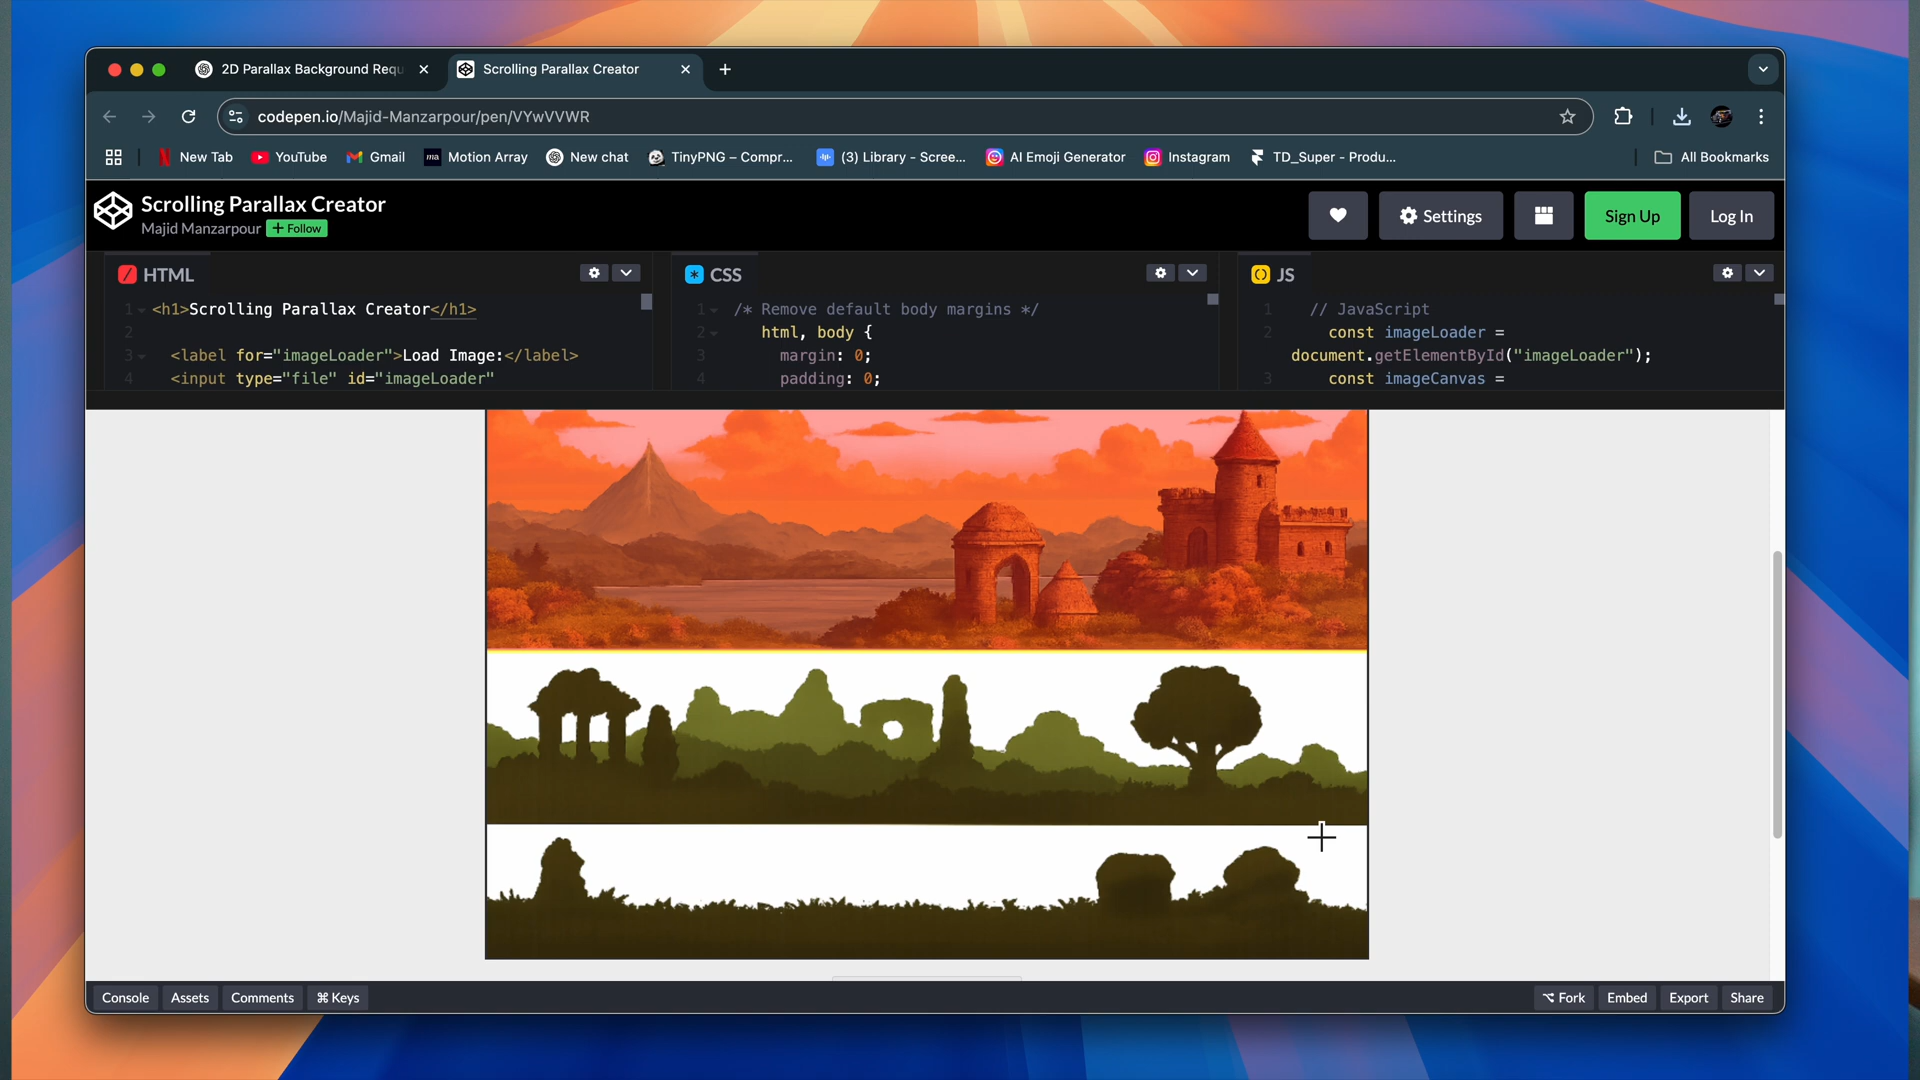 2D Parallax Background Requ
Scrolling Parallax Creator
codepen.io/Majid-Manzarpour/pen/VYwVVWR
New Tab
YouTube
Gmail
ma
Motion Array
New chat
TinyPNG – Compr...
(3) Library - Scree...
AI Emoji Generator
Instagram
TD_Super - Produ...
All Bookmarks
Scrolling Parallax Creator
Majid Manzarpour
+ Follow
Settings
Sign Up
Log In
HTML
1 <h1>Scrolling Parallax Creator</h1>
2
3 <label for="imageLoader">Load Image:</label>
4 <input type="file" id="imageLoader"
CSS
1 /* Remove default body margins */
2 html, body {
3 margin: 0;
4 padding: 0;
JS
1 // JavaScript
2 const imageLoader =
document.getElementById("imageLoader");
3 const imageCanvas =
Console
Assets
Comments
⌘ Keys
Fork
Embed
Export
Share